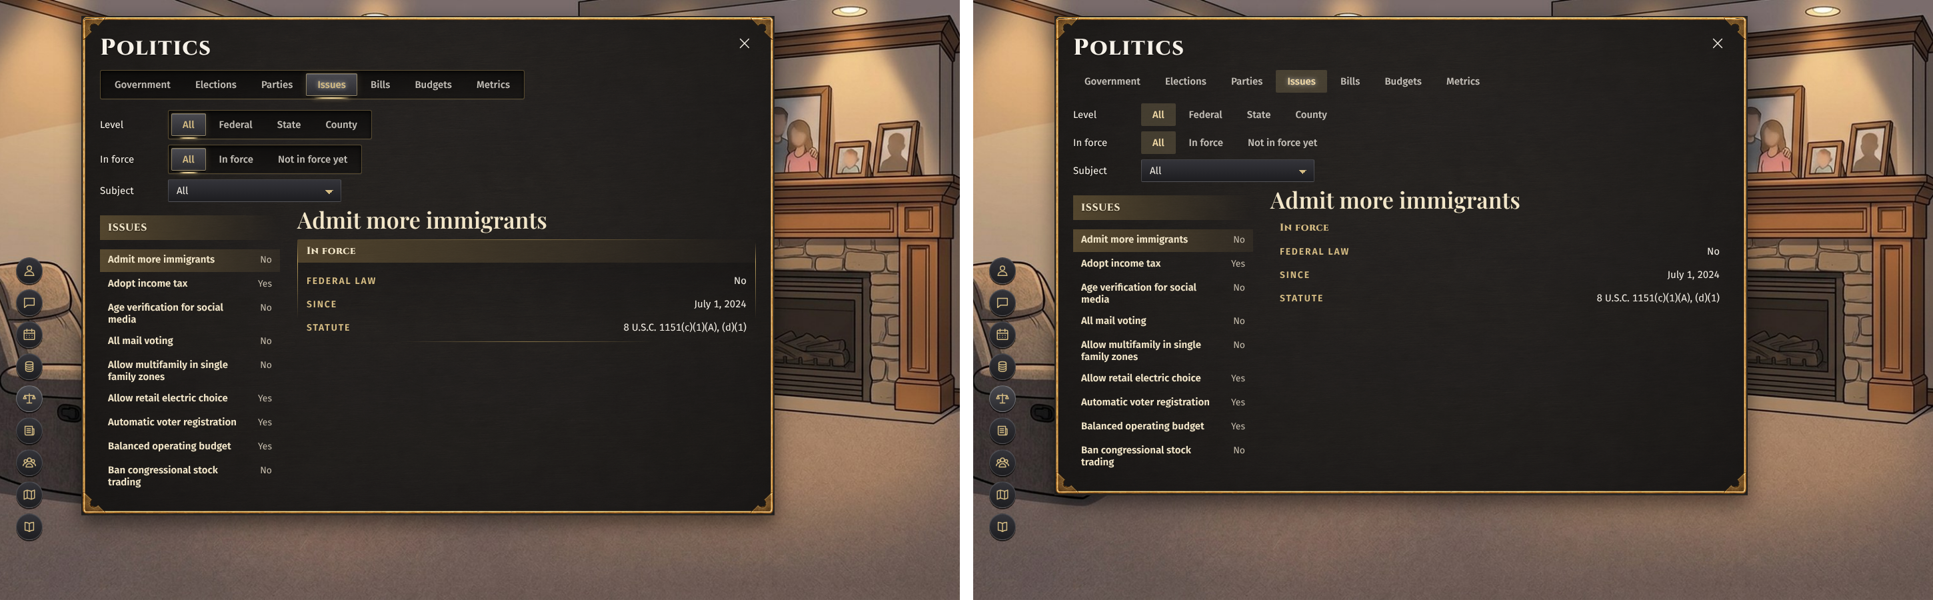 Politics
Government Elections Parties Issues Bills Budgets Metrics
Level All Federal State County
In force All In force Not in force yet
Subject All
ISSUES
Admit more immigrants No
Adopt income tax Yes
Age verification for social No
media
All mail voting No
Allow multifamily in single No
family zones
Allow retail electric choice Yes
Automatic voter registration Yes
Balanced operating budget Yes
Ban congressional stock No
trading
Admit more immigrants
In force
FEDERAL LAW No
SINCE July 1, 2024
STATUTE 8 U.S.C. 1151(c)(1)(A), (d)(1)
Politics
Government Elections Parties Issues Bills Budgets Metrics
Level All Federal State County
In force All In force Not in force yet
Subject All
ISSUES
Admit more immigrants No
Adopt income tax Yes
Age verification for social No
media
All mail voting No
Allow multifamily in single No
family zones
Allow retail electric choice Yes
Automatic voter registration Yes
Balanced operating budget Yes
Ban congressional stock No
trading
Admit more immigrants
In force
FEDERAL LAW No
SINCE July 1, 2024
STATUTE 8 U.S.C. 1151(c)(1)(A), (d)(1)